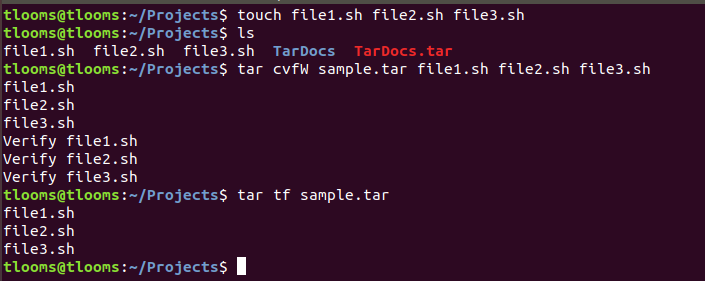 tlooms@tlooms:~/Projects$ touch file1.sh file2.sh file3.sh
tlooms@tlooms:~/Projects$ ls
file1.sh  file2.sh  file3.sh  TarDocs  TarDocs.tar
tlooms@tlooms:~/Projects$ tar cvfW sample.tar file1.sh file2.sh file3.sh
file1.sh
file2.sh
file3.sh
Verify file1.sh
Verify file2.sh
Verify file3.sh
tlooms@tlooms:~/Projects$ tar tf sample.tar
file1.sh
file2.sh
file3.sh
tlooms@tlooms:~/Projects$